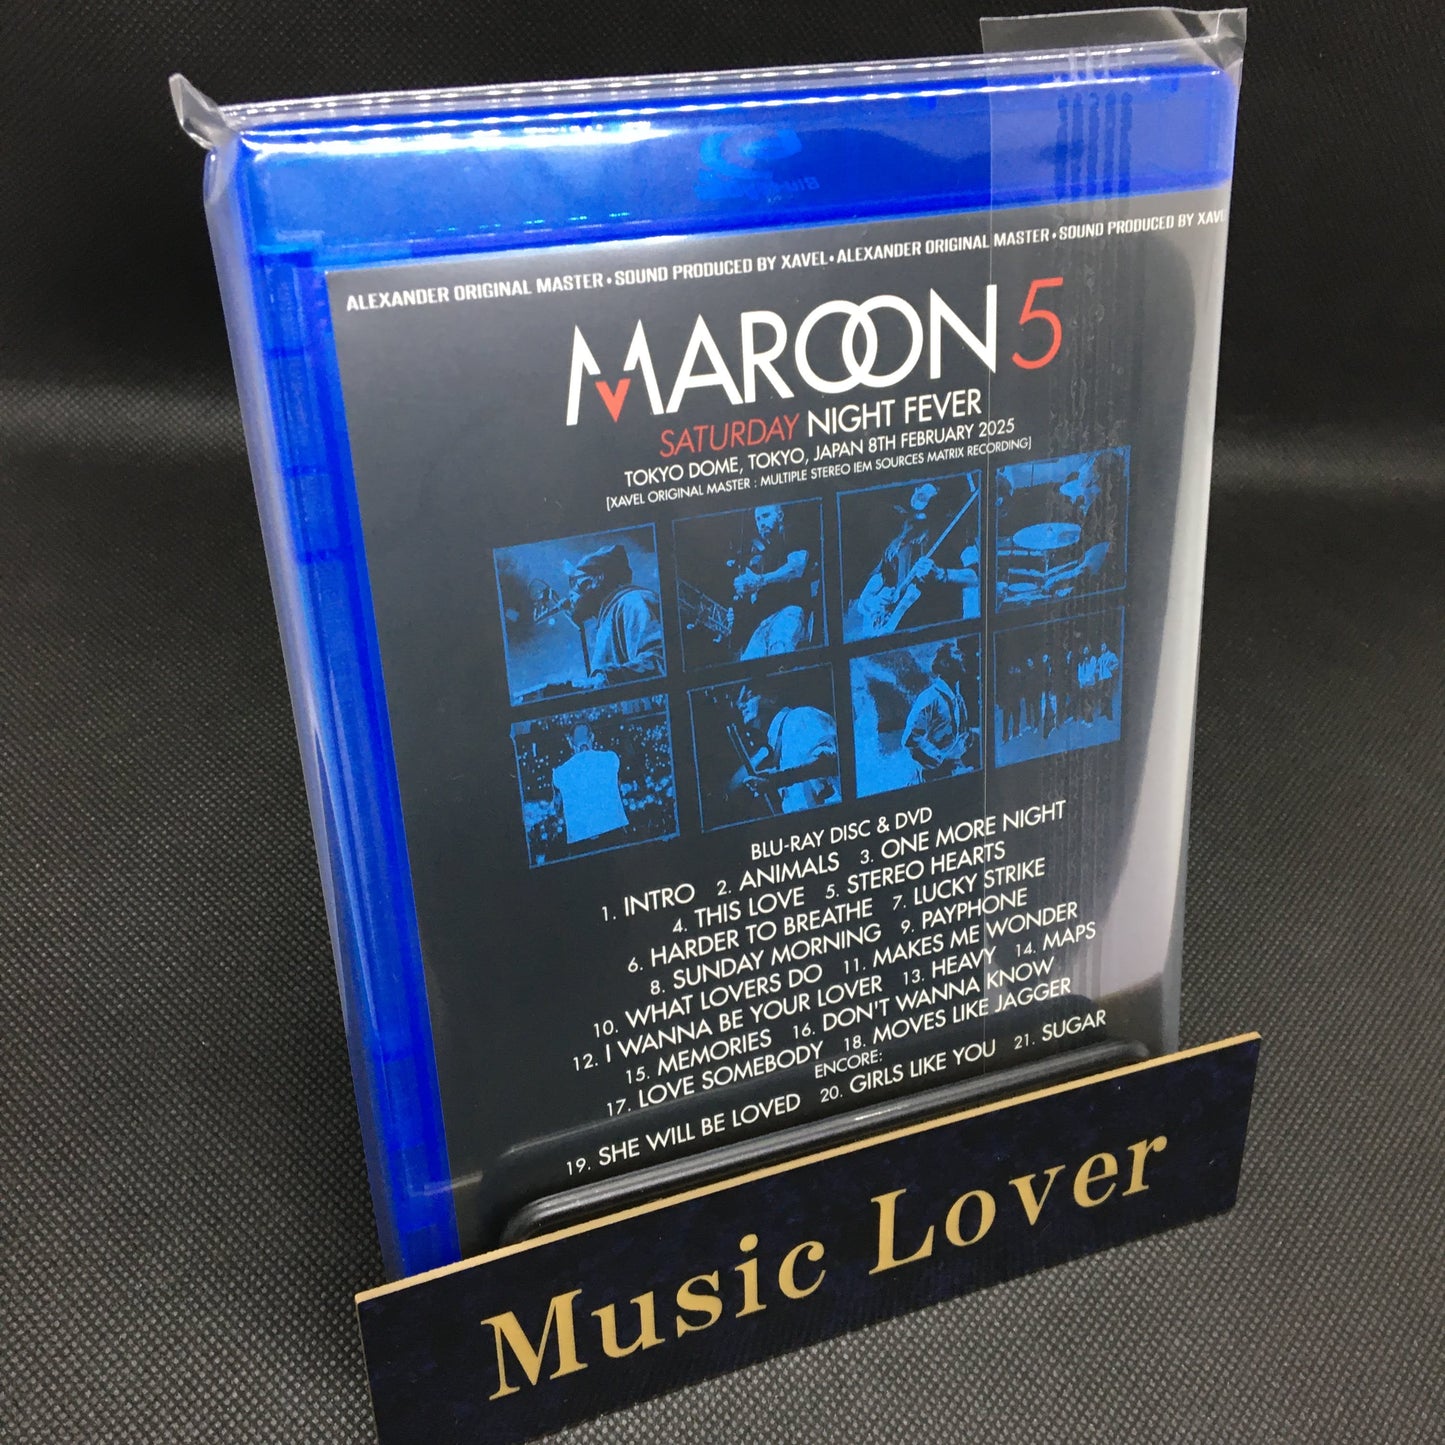 ALEXANDER ORIGINAL MASTER • SOUND PRODUCED BY XAVEL • ALEXANDER ORIGINAL MASTER • SOUND PRODUCED BY XAV
MAROON 5
SATURDAY NIGHT FEVER
TOKYO DOME, TOKYO, JAPAN 8TH FEBRUARY 2025
[XAVEL ORIGINAL MASTER : MULTIPLE STEREO IEM SOURCES MATRIX RECORDING]
BLU-RAY DISC & DVD
1. INTRO 2. ANIMALS 3. ONE MORE NIGHT
4. THIS LOVE 5. STEREO HEARTS
6. HARDER TO BREATHE 7. LUCKY STRIKE
8. SUNDAY MORNING 9. PAYPHONE
10. WHAT LOVERS DO 11. MAKES ME WONDER
12. I WANNA BE YOUR LOVER 13. HEAVY 14. MAPS
15. MEMORIES 16. DON'T WANNA KNOW
17. LOVE SOMEBODY 18. MOVES LIKE JAGGER
ENCORE:
19. SHE WILL BE LOVED 20. GIRLS LIKE YOU 21. SUGAR
Music Lover